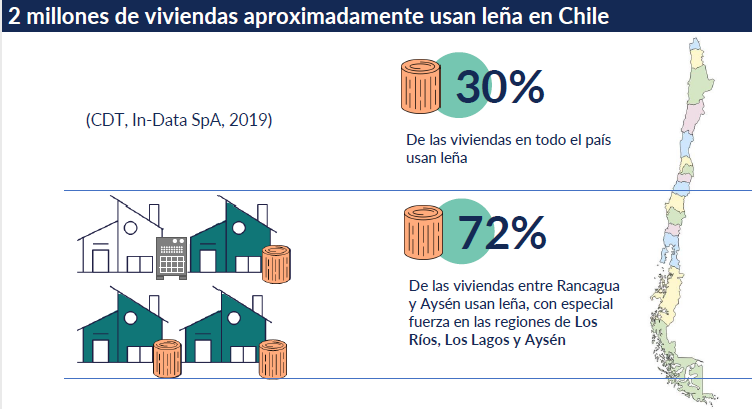 2 millones de viviendas aproximadamente usan leña en Chile
(CDT, In-Data SpA, 2019)
30%
De las viviendas en todo el país
usan leña
72%
De las viviendas entre Rancagua
y Aysén usan leña, con especial
fuerza en las regiones de Los
Ríos, Los Lagos y Aysén